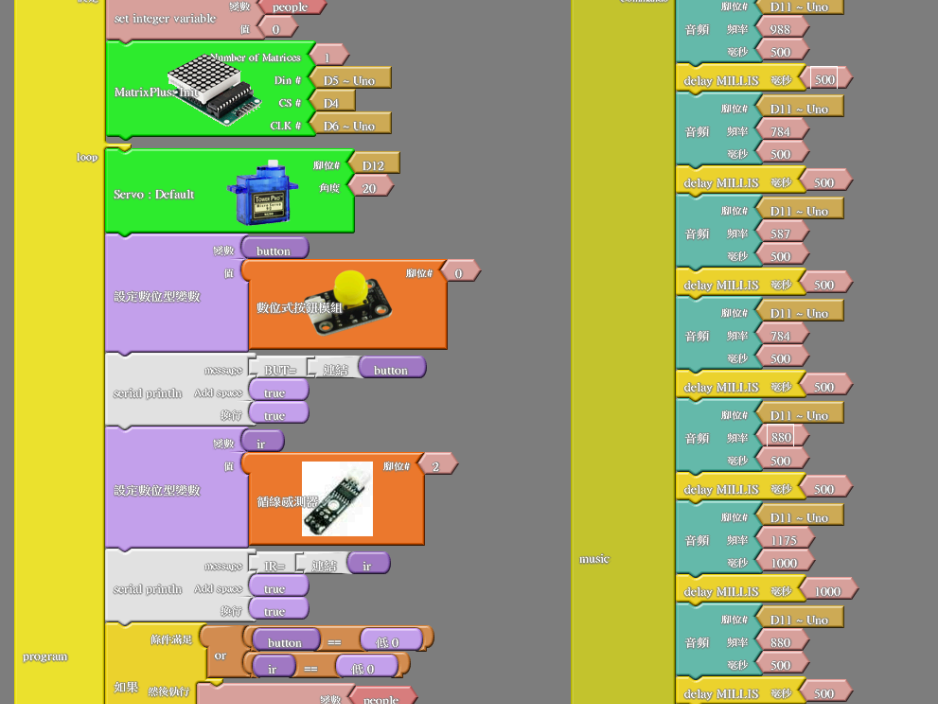 變數 people
set integer variable
值 0
Number of Matrices 1
Din # D5 ~ Uno
MatrixPlus: Init
CS # D4
CLK # D6 ~ Uno
loop
腳位# D12
Servo : Default
角度 20
變數 button
值
腳位# 0
設定數位型變數
數位式按鈕模組
message BUT= 連結 button
serial println Add space true
換行 true
變數 ir
值
腳位# 2
設定數位型變數
循線感測器
message IR= 連結 ir
serial println Add space true
換行 true
條件滿足 button == 低 0
or
ir == 低 0
program
如果 然後執行
變數 people
commands
腳位# D11 ~ Uno
音頻 頻率 988
毫秒 500
delay MILLIS 毫秒 500
腳位# D11 ~ Uno
音頻 頻率 784
毫秒 500
delay MILLIS 毫秒 500
腳位# D11 ~ Uno
音頻 頻率 587
毫秒 500
delay MILLIS 毫秒 500
腳位# D11 ~ Uno
音頻 頻率 784
毫秒 500
delay MILLIS 毫秒 500
腳位# D11 ~ Uno
音頻 頻率 880
毫秒 500
delay MILLIS 毫秒 500
腳位# D11 ~ Uno
音頻 頻率 1175
music
毫秒 1000
delay MILLIS 毫秒 1000
腳位# D11 ~ Uno
音頻 頻率 880
毫秒 500
delay MILLIS 毫秒 500